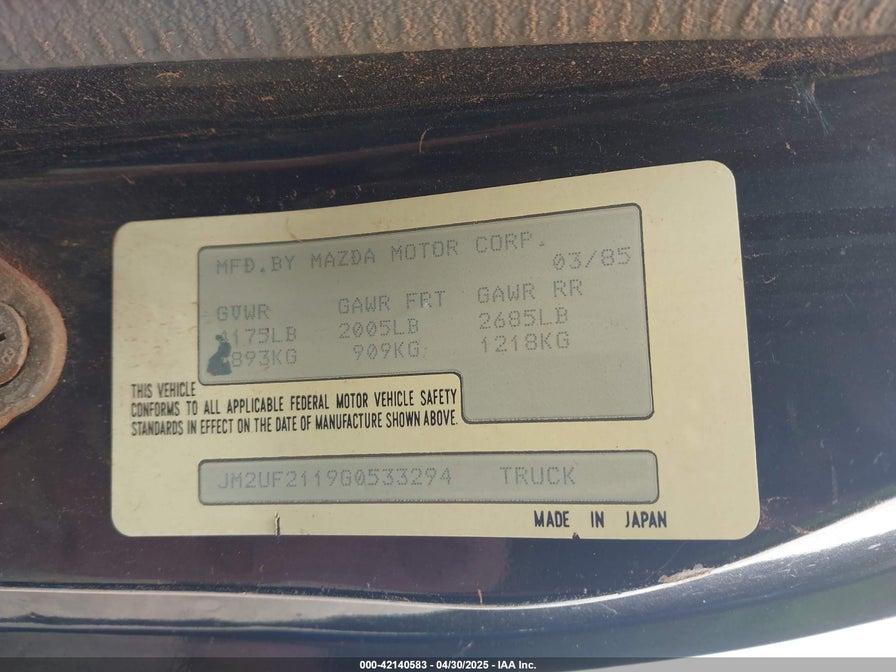 MFD.BY MAZDA MOTOR CORP.
03/85
GVWR GAWR FRT GAWR RR
4175LB 2005LB 2685LB
893KG 909KG 1218KG
THIS VEHICLE
CONFORMS TO ALL APPLICABLE FEDERAL MOTOR VEHICLE SAFETY
STANDARDS IN EFFECT ON THE DATE OF MANUFACTURE SHOWN ABOVE.
JM2UF2119G0533294 TRUCK
MADE IN JAPAN
000-42140583 - 04/30/2025 - IAA Inc.